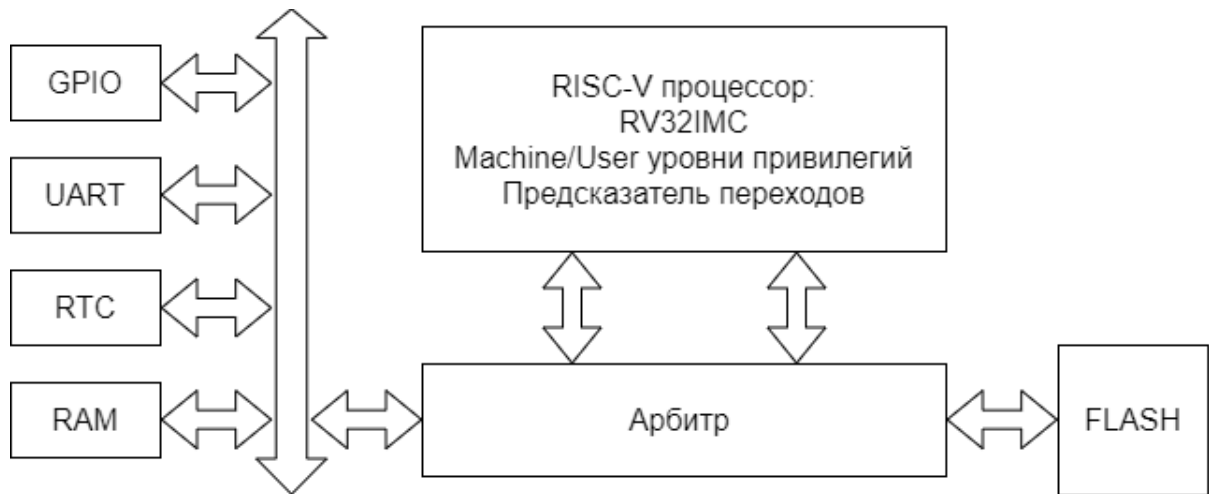 GPIO
UART
RTC
RAM
RISC-V процессор:
RV32IMC
Machine/User уровни привилегий
Предсказатель переходов
Арбитр
FLASH